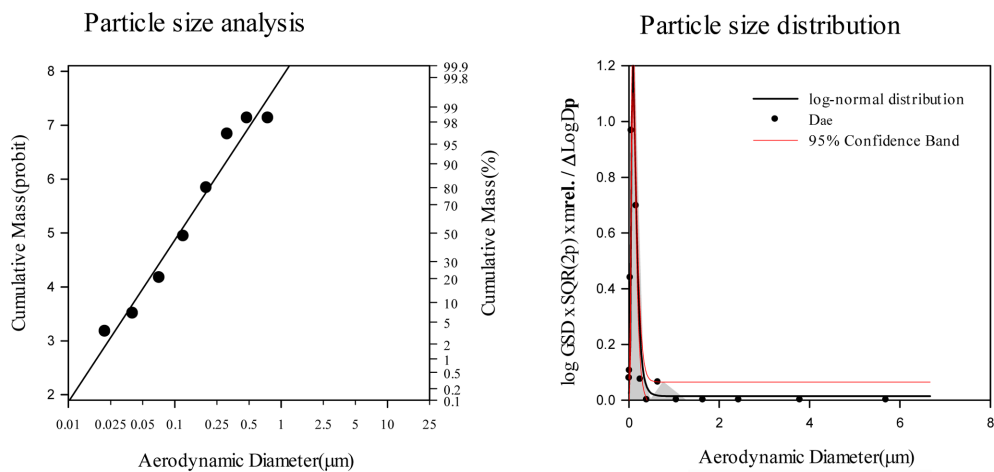 Particle size analysis
Cumulative Mass(probit)
8
7
6
5
4
3
2
99.9
99.8
99
98
95
90
80
70
50
30
20
10
5
2
1
0.5
0.2
0.1
Cumulative Mass(%)
0.01 0.025 0.05 0.1 0.25 0.5 1 2.5 5 10 25
Aerodynamic Diameter(μm)
Particle size distribution
log GSD xSQR(2p) xmrel. / ΔLogDp
1.2
1.0
0.8
0.6
0.4
0.2
0.0
log-normal distribution
Dae
95% Confidence Band
0 2 4 6 8
Aerodynamic Diameter(μm)